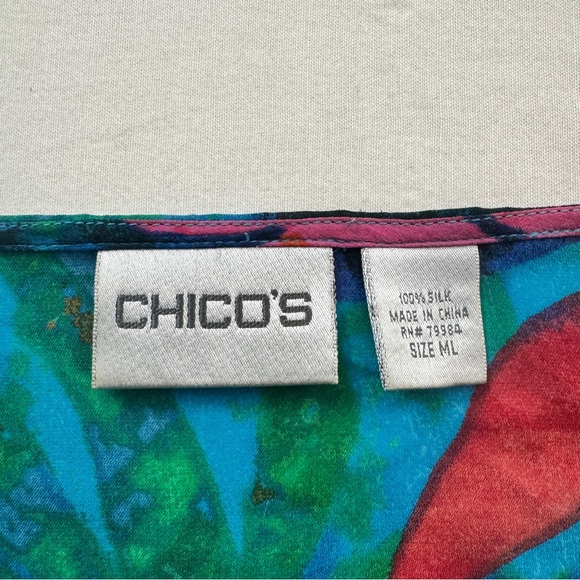 CHICO'S
100% SILK
MADE IN CHINA
RN# 79984
SIZE ML